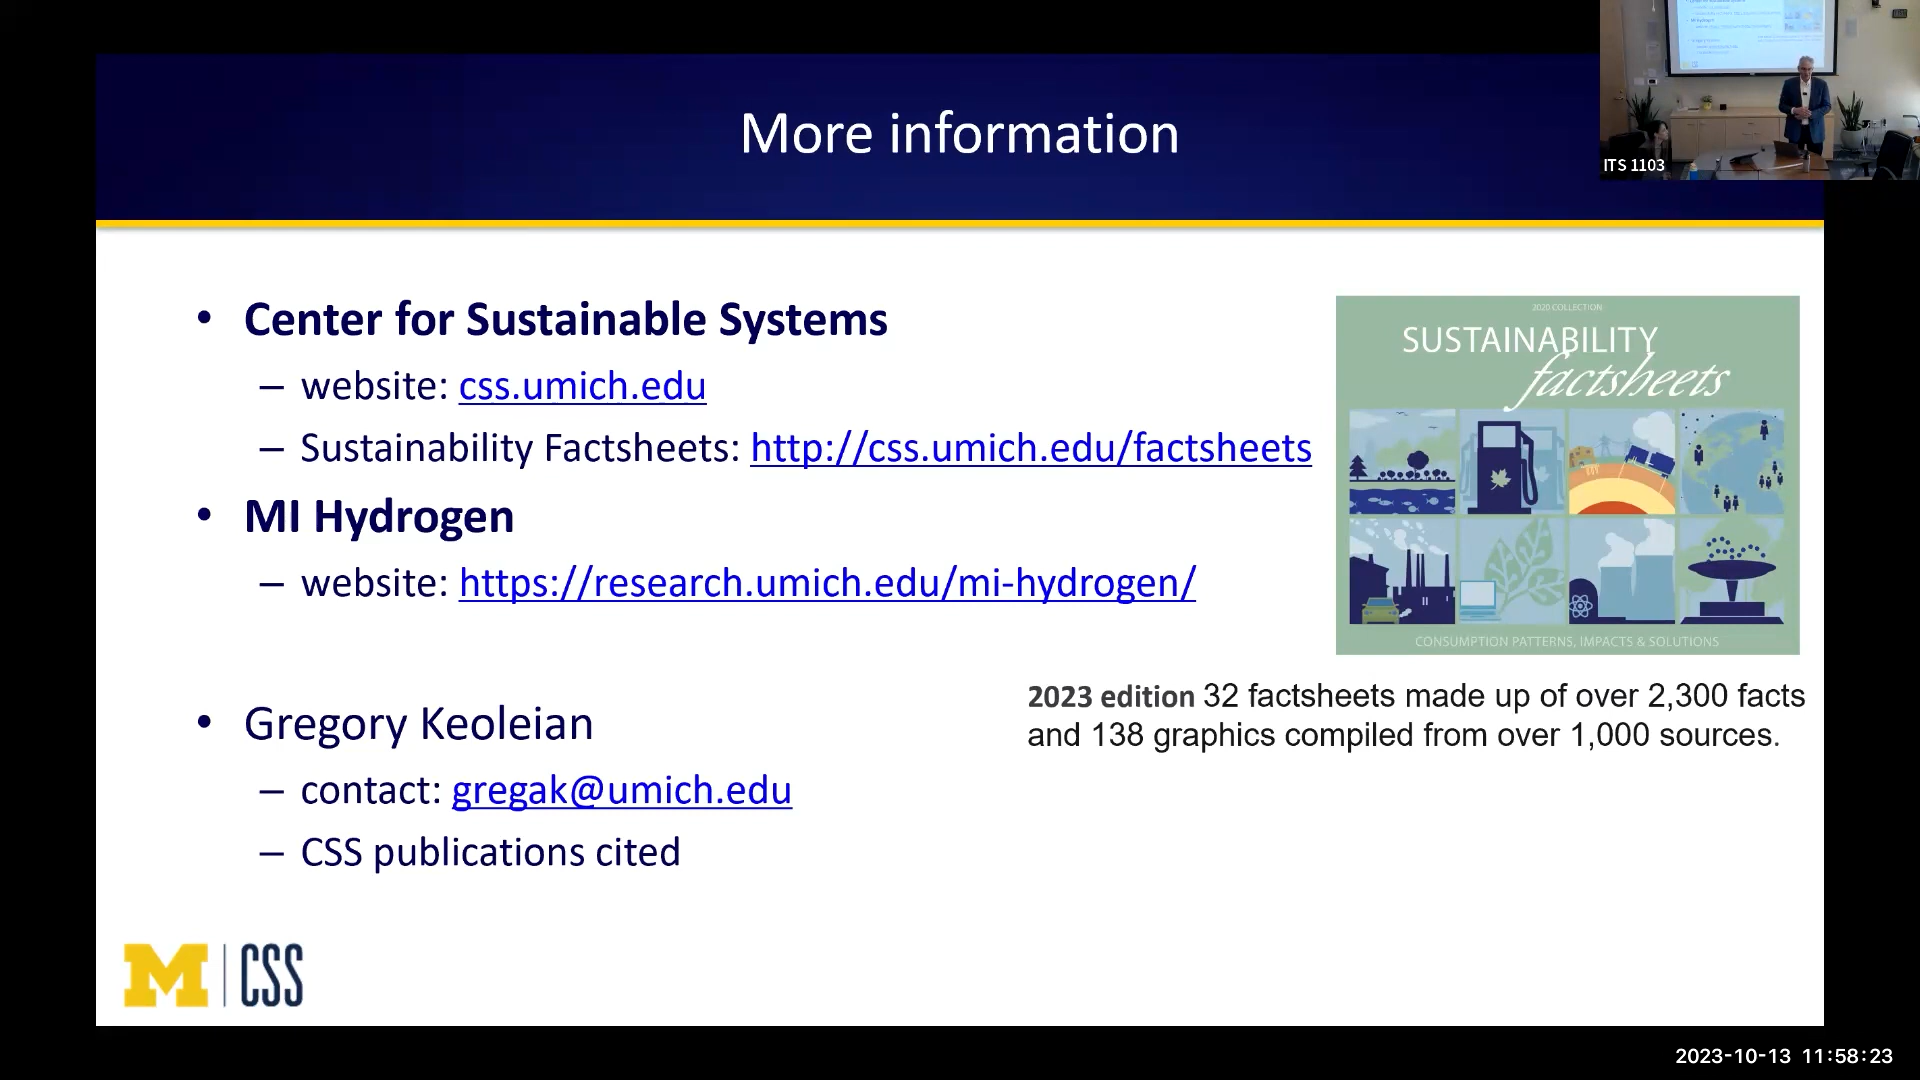 More information
ITS 1103
• Center for Sustainable Systems
– website: css.umich.edu
– Sustainability Factsheets: http://css.umich.edu/factsheets
• MI Hydrogen
– website: https://research.umich.edu/mi-hydrogen/
2020 COLLECTION
SUSTAINABILITY
factsheets
CONSUMPTION PATTERNS, IMPACTS & SOLUTIONS
2023 edition 32 factsheets made up of over 2,300 facts
and 138 graphics compiled from over 1,000 sources.
• Gregory Keoleian
– contact: gregak@umich.edu
– CSS publications cited
M | CSS
2023-10-13 11:58:23